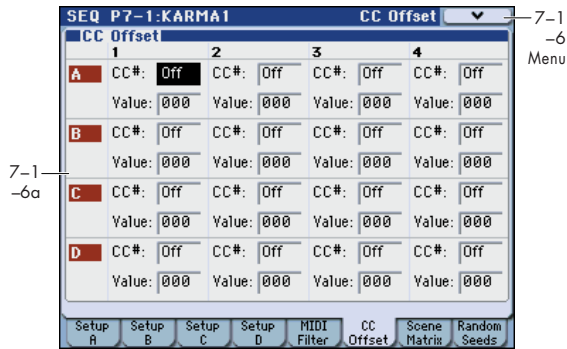 SEQ P7-1:KARMA1 CC Offset
7–1
–6
Menu
CC Offset
1 2 3 4
A CC#: Off CC#: Off CC#: Off CC#: Off
Value: 000 Value: 000 Value: 000 Value: 000
B CC#: Off CC#: Off CC#: Off CC#: Off
Value: 000 Value: 000 Value: 000 Value: 000
7–1
–6a
C CC#: Off CC#: Off CC#: Off CC#: Off
Value: 000 Value: 000 Value: 000 Value: 000
D CC#: Off CC#: Off CC#: Off CC#: Off
Value: 000 Value: 000 Value: 000 Value: 000
Setup A Setup B Setup C Setup D MIDI Filter CC Offset Scene Matrix Random Seeds